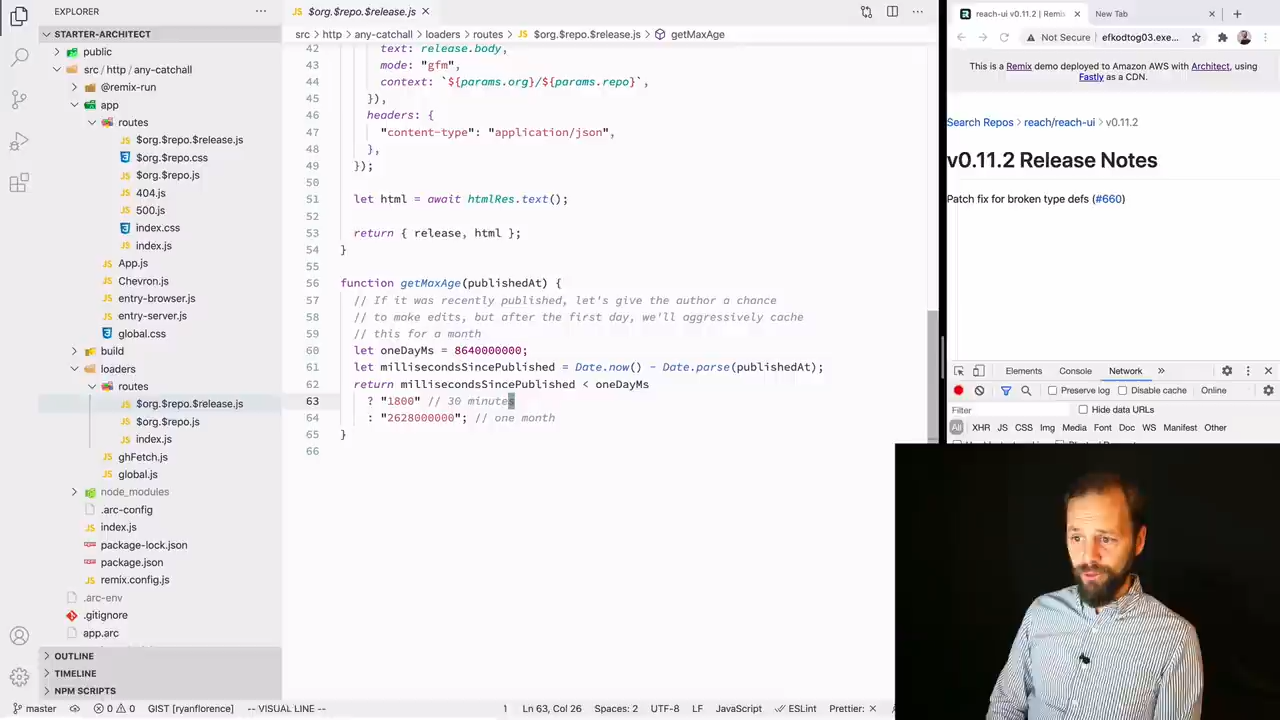 EXPLORER
STARTER-ARCHITECT
public
src / http / any-catchall
@remix-run
app
routes
$org.$repo.$release.js
$org.$repo.css
$org.$repo.js
404.js
500.js
index.css
index.js
App.js
Chevron.js
entry-browser.js
entry-server.js
global.css
build
loaders
routes
$org.$repo.$release.js
$org.$repo.js
index.js
ghFetch.js
global.js
node_modules
.arc-config
index.js
package-lock.json
package.json
remix.config.js
.arc-env
.gitignore
app.arc
OUTLINE
TIMELINE
NPM SCRIPTS
$org.$repo.$release.js
src > http > any-catchall > loaders > routes > JS $org.$repo.$release.js > getMaxAge
42 text: release.body,
43 mode: "gfm",
44 context: `${params.org}/${params.repo}`,
45 }),
46 headers: {
47 "content-type": "application/json",
48 },
49 });
50
51 let html = await htmlRes.text();
52
53 return { release, html };
54 }
55
56 function getMaxAge(publishedAt) {
57 // If it was recently published, let's give the author a chance
58 // to make edits, but after the first day, we'll aggressively cache
59 // this for a month
60 let oneDayMs = 8640000000;
61 let millisecondsSincePublished = Date.now() - Date.parse(publishedAt);
62 return millisecondsSincePublished < oneDayMs
63 ? "1800" // 30 minutes
64 : "2628000000"; // one month
65 }
66
master 0 0 GIST [ryanflorence] -- VISUAL LINE -- 1 Ln 63, Col 26 Spaces: 2 UTF-8 LF JavaScript ESLint Prettier:
reach-ui v0.11.2 | Remix
New Tab
Not Secure efkodtog03.exe...
This is a Remix demo deployed to Amazon AWS with Architect, using
Fastly as a CDN.
Search Repos > reach/reach-ui > v0.11.2
v0.11.2 Release Notes
Patch fix for broken type defs (#660)
Elements Console Network
Preserve log Disable cache Online
Filter Hide data URLs
All XHR JS CSS Img Media Font Doc WS Manifest Other